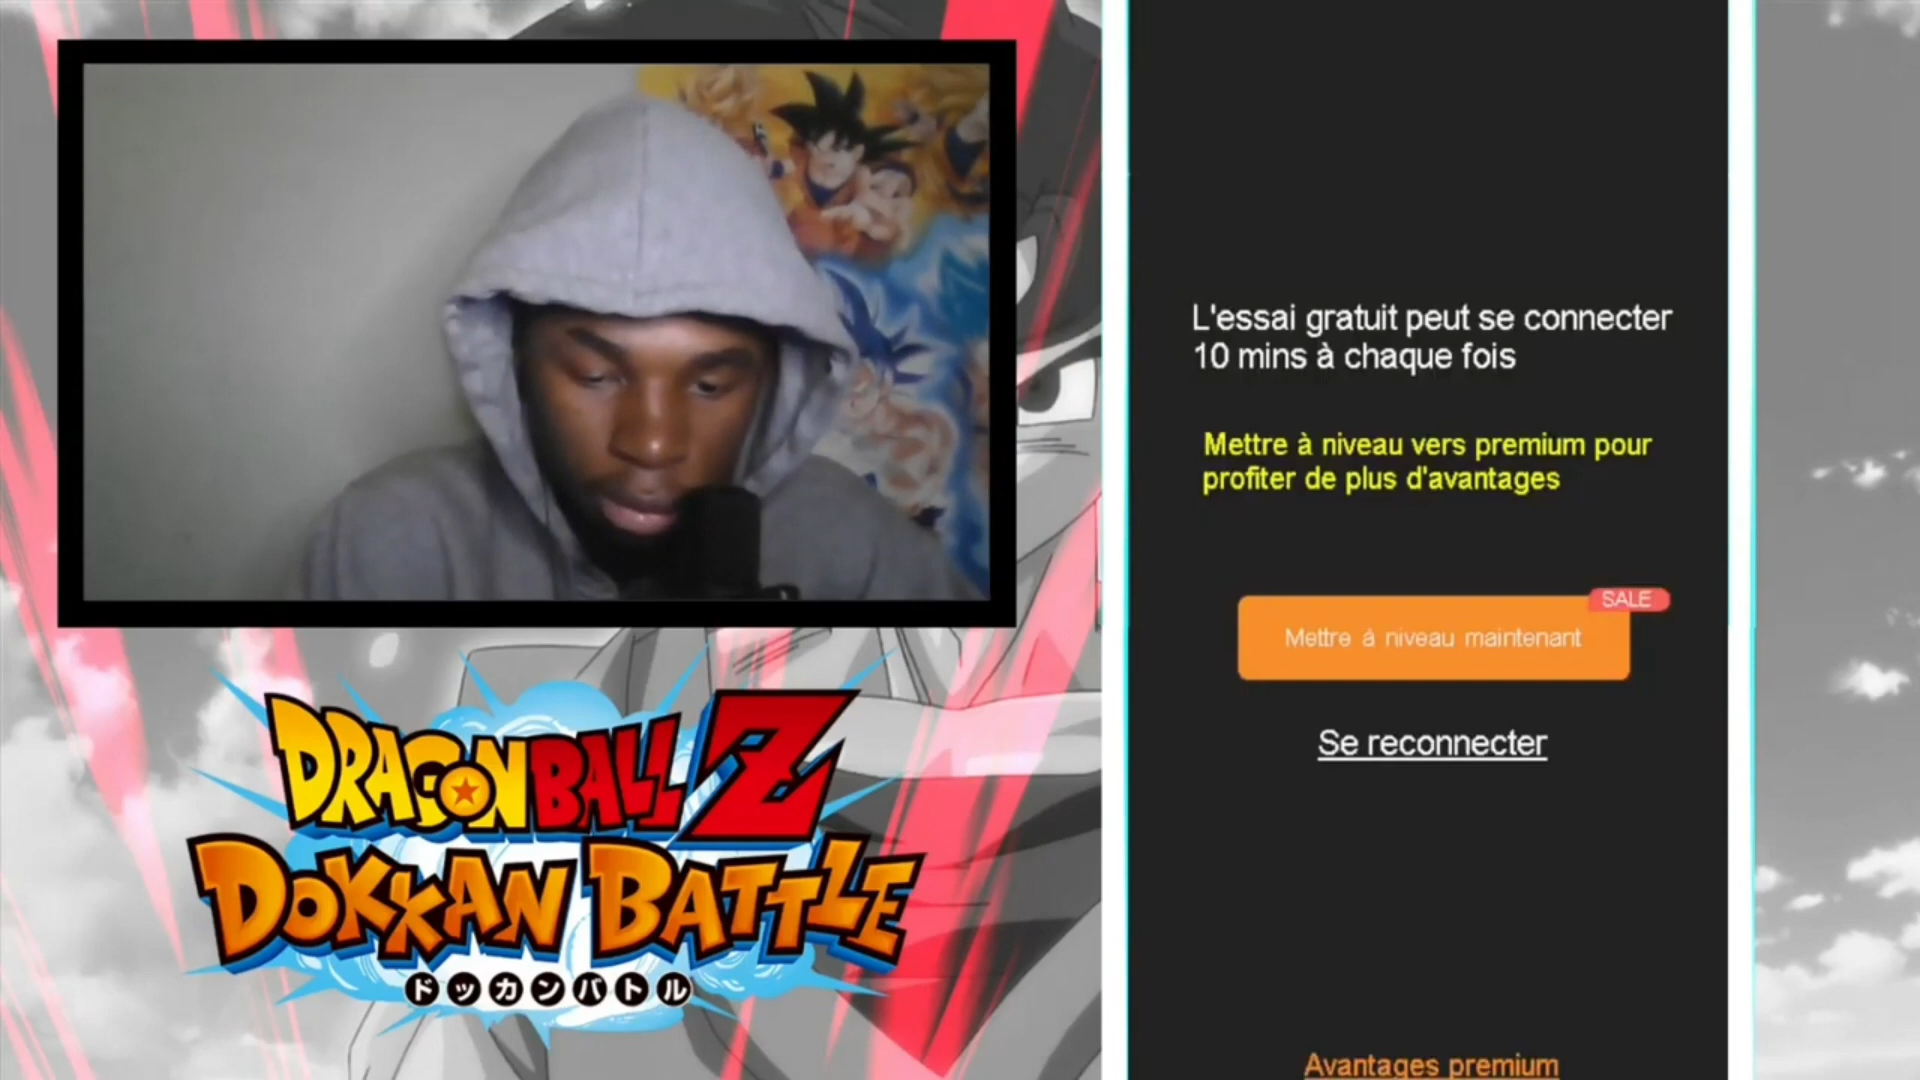 DRAGON BALL Z
DOKKAN BATTLE
ドッカンバトル
L'essai gratuit peut se connecter
10 mins à chaque fois
Mettre à niveau vers premium pour
profiter de plus d'avantages
SALE
Mettre à niveau maintenant
Se reconnecter
Avantages premium